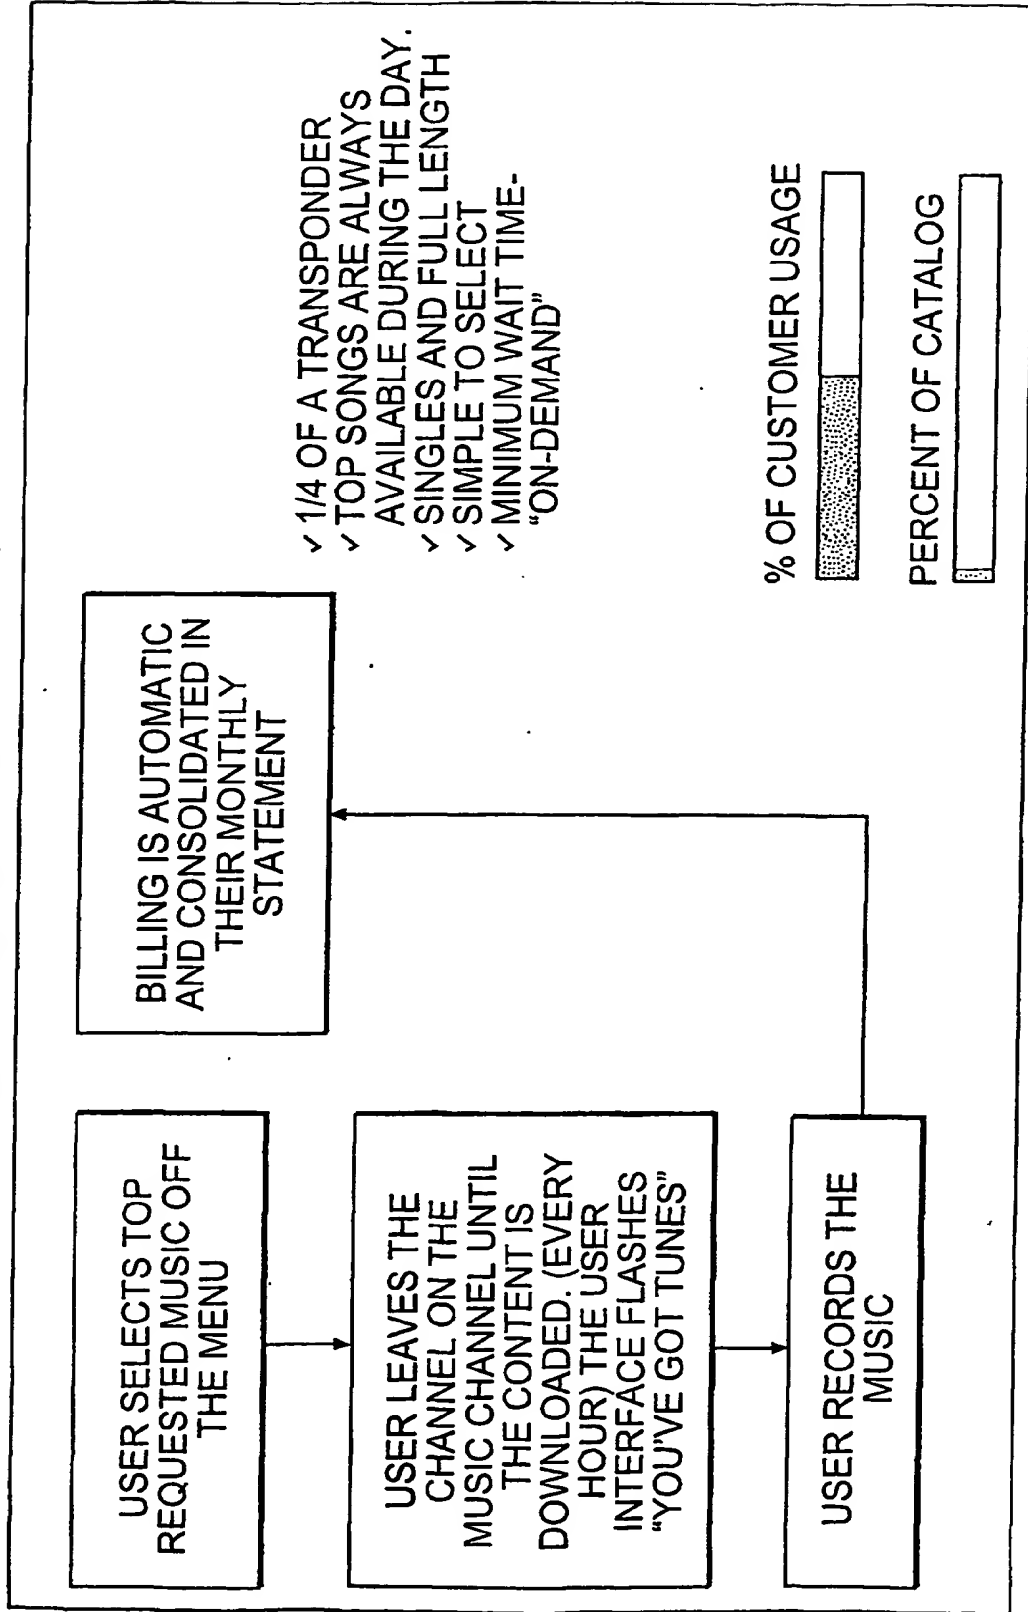 USER SELECTS TOP
REQUESTED MUSIC OFF
THE MENU
USER LEAVES THE
CHANNEL ON THE
MUSIC CHANNEL UNTIL
THE CONTENT IS
DOWNLOADED. (EVERY
HOUR) THE USER
INTERFACE FLASHES
"YOU'VE GOT TUNES"
USER RECORDS THE
MUSIC
BILLING IS AUTOMATIC
AND CONSOLIDATED IN
THEIR MONTHLY
STATEMENT
✓ 1/4 OF A TRANSPONDER
✓ TOP SONGS ARE ALWAYS
AVAILABLE DURING THE DAY.
✓ SINGLES AND FULL LENGTH
✓ SIMPLE TO SELECT
✓ MINIMUM WAIT TIME-
"ON-DEMAND"
% OF CUSTOMER USAGE
PERCENT OF CATALOG